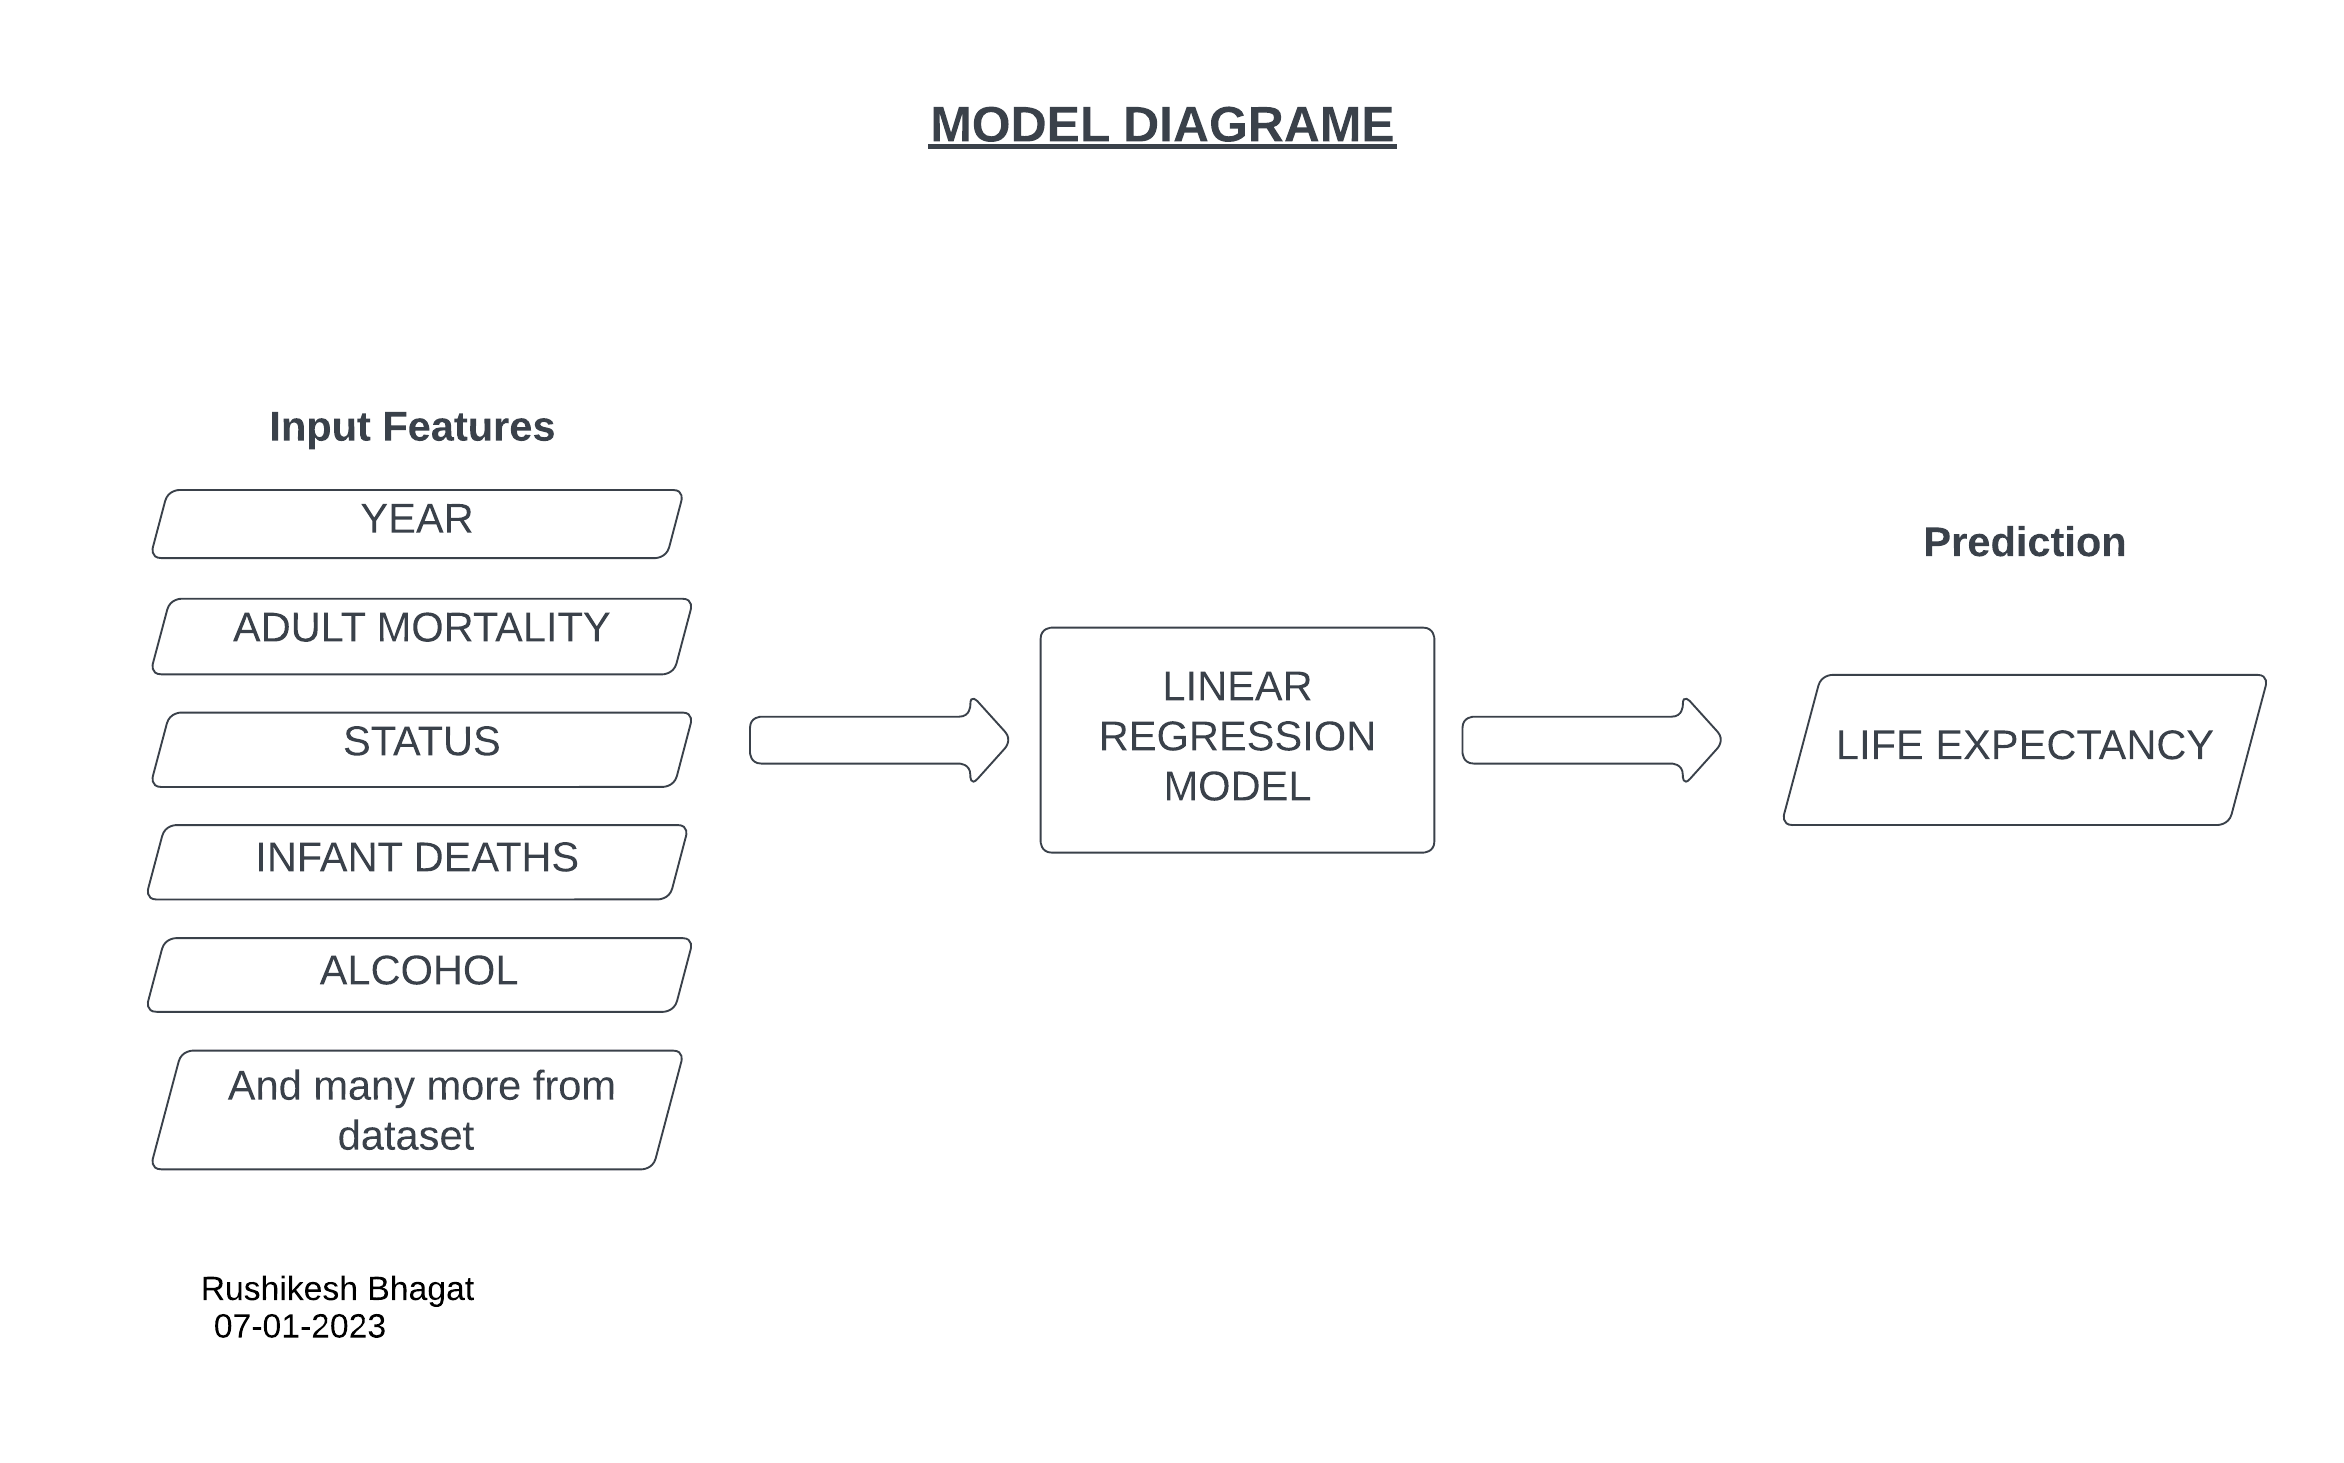 MODEL DIAGRAME
Input Features
YEAR
ADULT MORTALITY
STATUS
INFANT DEATHS
ALCOHOL
And many more from
dataset
LINEAR
REGRESSION
MODEL
Prediction
LIFE EXPECTANCY
Rushikesh Bhagat
07-01-2023